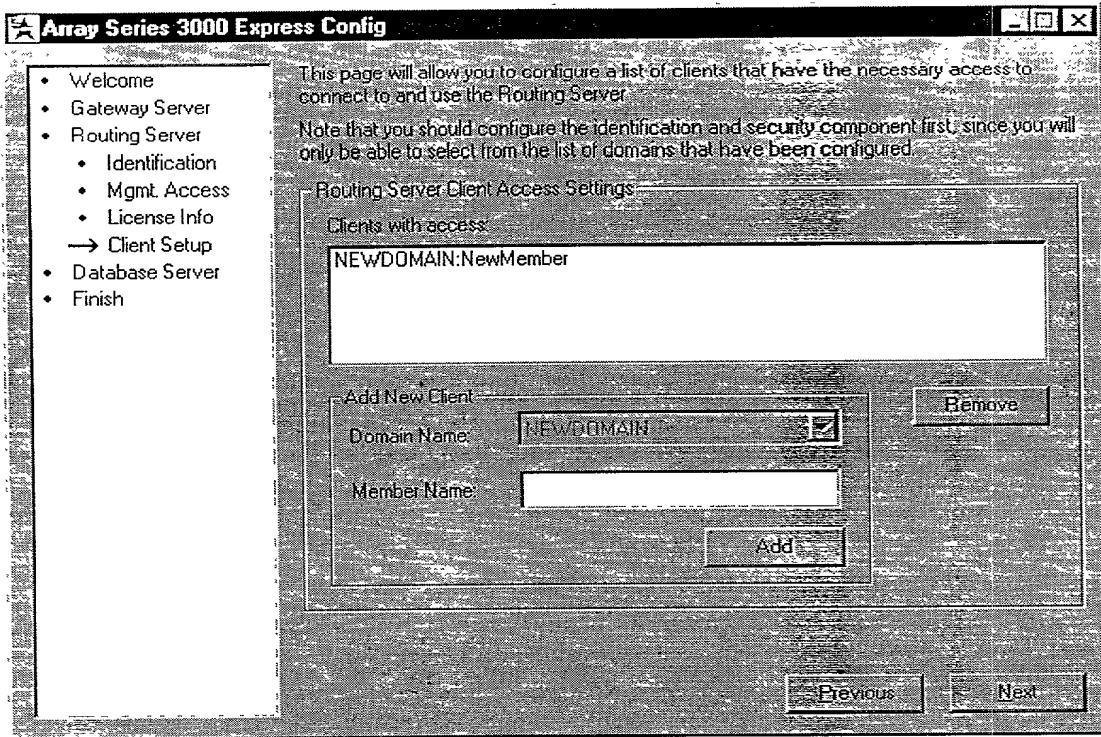 Array Series 3000 Express Config
Welcome
Gateway Server
Routing Server
Identification
Mgmt. Access
License Info
Client Setup
Database Server
Finish
This page will allow you to configure a list of clients that have the necessary access to
connect to and use the Routing Server
Note that you should configure the identification and security component first, since you will
only be able to select from the list of domains that have been configured.
Routing Server Client Access Settings
Clients with access:
NEWDOMAIN:NewMember
Remove
Add New Client
Domain Name:
NEWDOMAIN
Member Name:
Add
Previous
Next